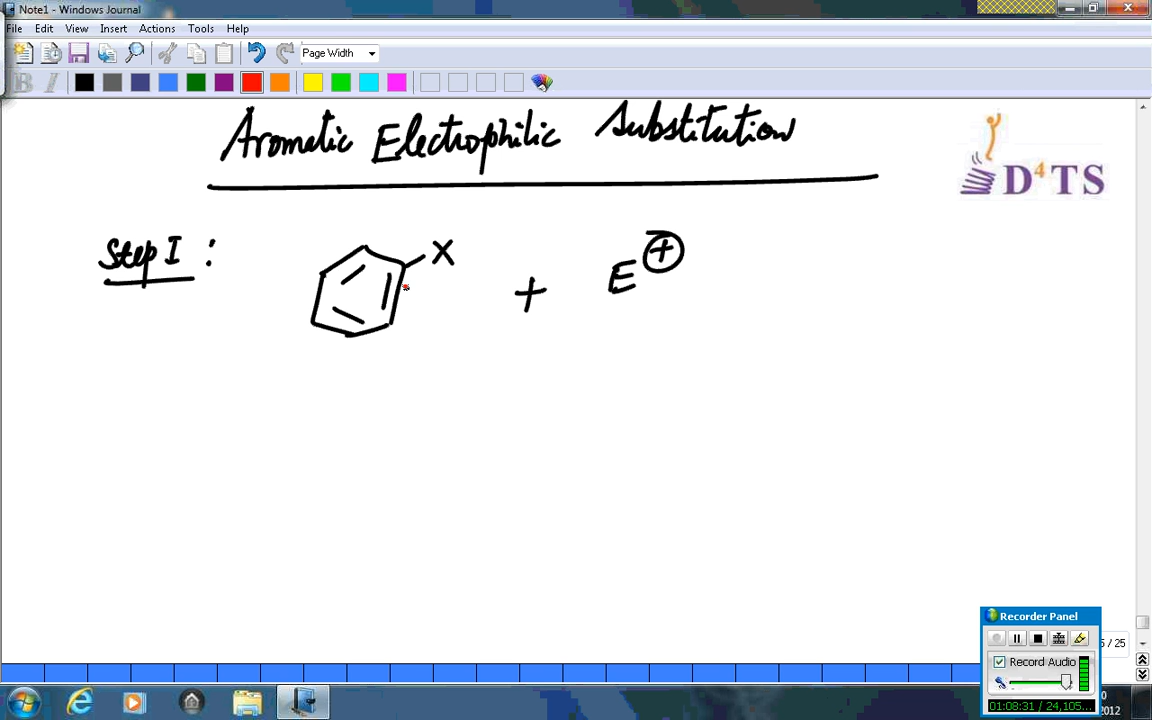 Note1 - Windows Journal
File Edit View Insert Actions Tools Help
Page Width
B I
Aromatic Electrophilic Substitution
D4TS
Step I :
X
+ E +
Recorder Panel
5 / 25
Record Audio
01:08:31 / 24,105...
2012